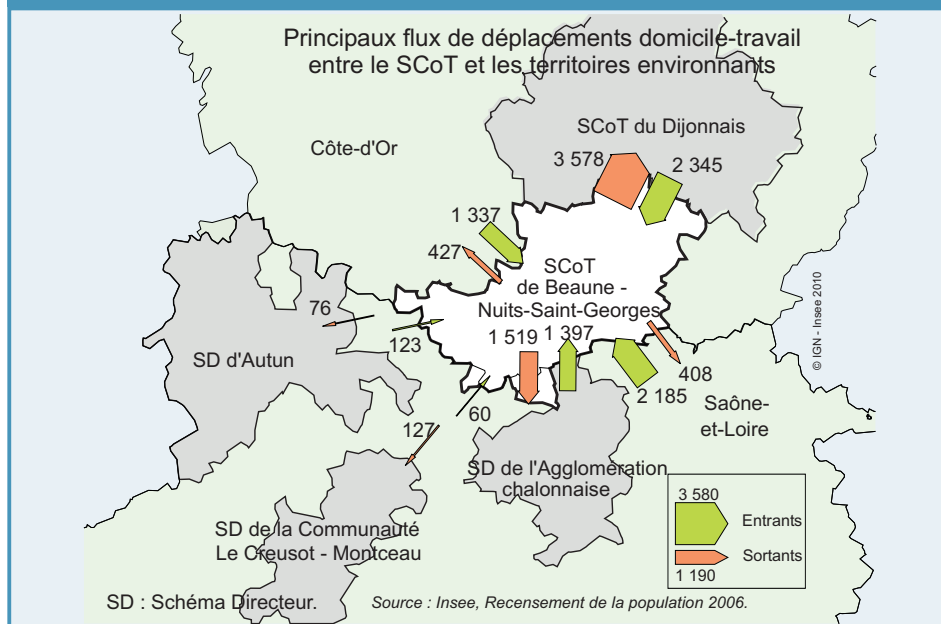 Principaux flux de déplacements domicile-travail
entre le SCoT et les territoires environnants
SCoT du Dijonnais
Côte-d'Or
3 578
2 345
1 337
427
SCoT
de Beaune -
Nuits-Saint-Georges
76
123
1 519
1 397
SD d'Autun
408
2 185
60
127
Saône-
et-Loire
SD de l'Agglomération
chalonnaise
SD de la Communauté
Le Creusot - Montceau
3 580
Entrants
Sortants
1 190
SD : Schéma Directeur.
Source : Insee, Recensement de la population 2006.
© IGN - Insee 2010